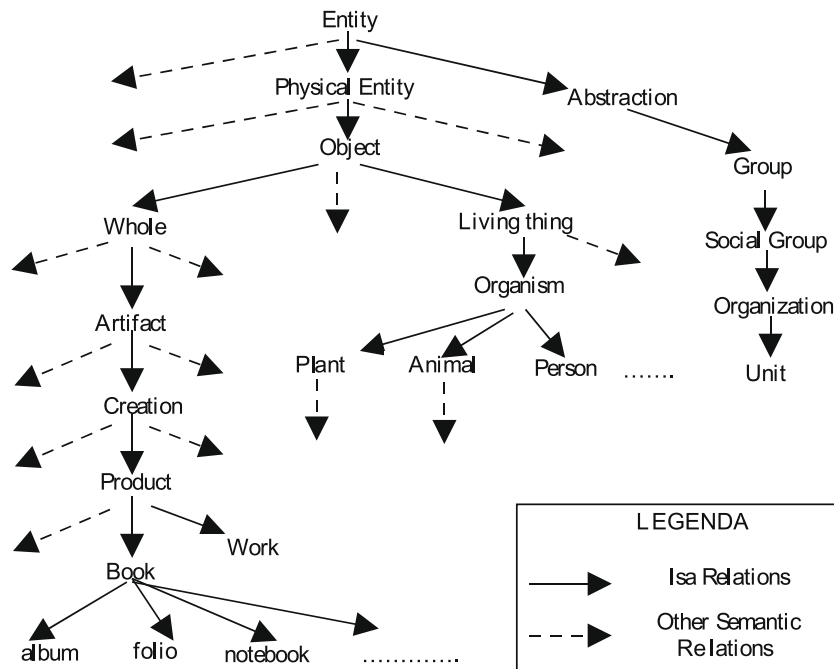 Entity
Physical Entity
Abstraction
Object
Group
Whole
Living thing
Social Group
Organism
Organization
Artifact
Plant
Animal
Person
.......
Unit
Creation
Product
Work
Book
album
folio
notebook
..............
LEGENDA
Isa Relations
Other Semantic
Relations